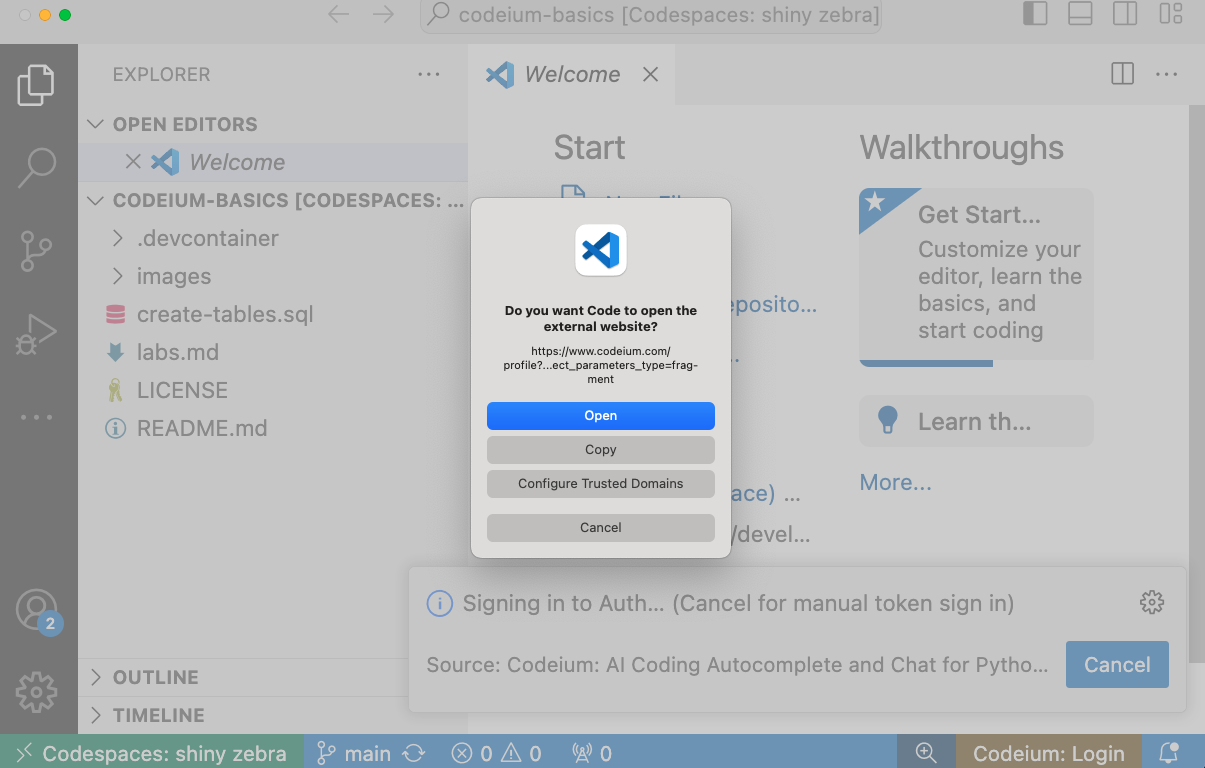 codeium-basics [Codespaces: shiny zebra]
EXPLORER
Welcome
OPEN EDITORS
Welcome
CODEIUM-BASICS [CODESPACES: ...
.devcontainer
images
create-tables.sql
labs.md
LICENSE
README.md
OUTLINE
TIMELINE
Start
Walkthroughs
Get Start...
Customize your
editor, learn the
basics, and
start coding
Learn th...
More...
...
/devel...
Do you want Code to open the
external website?
https://www.codeium.com/
profile?...ect_parameters_type=frag-
ment
Open
Copy
Configure Trusted Domains
Cancel
Signing in to Auth... (Cancel for manual token sign in)
Source: Codeium: AI Coding Autocomplete and Chat for Pytho...
Cancel
2
Codespaces: shiny zebra
main
0
0
0
Codeium: Login